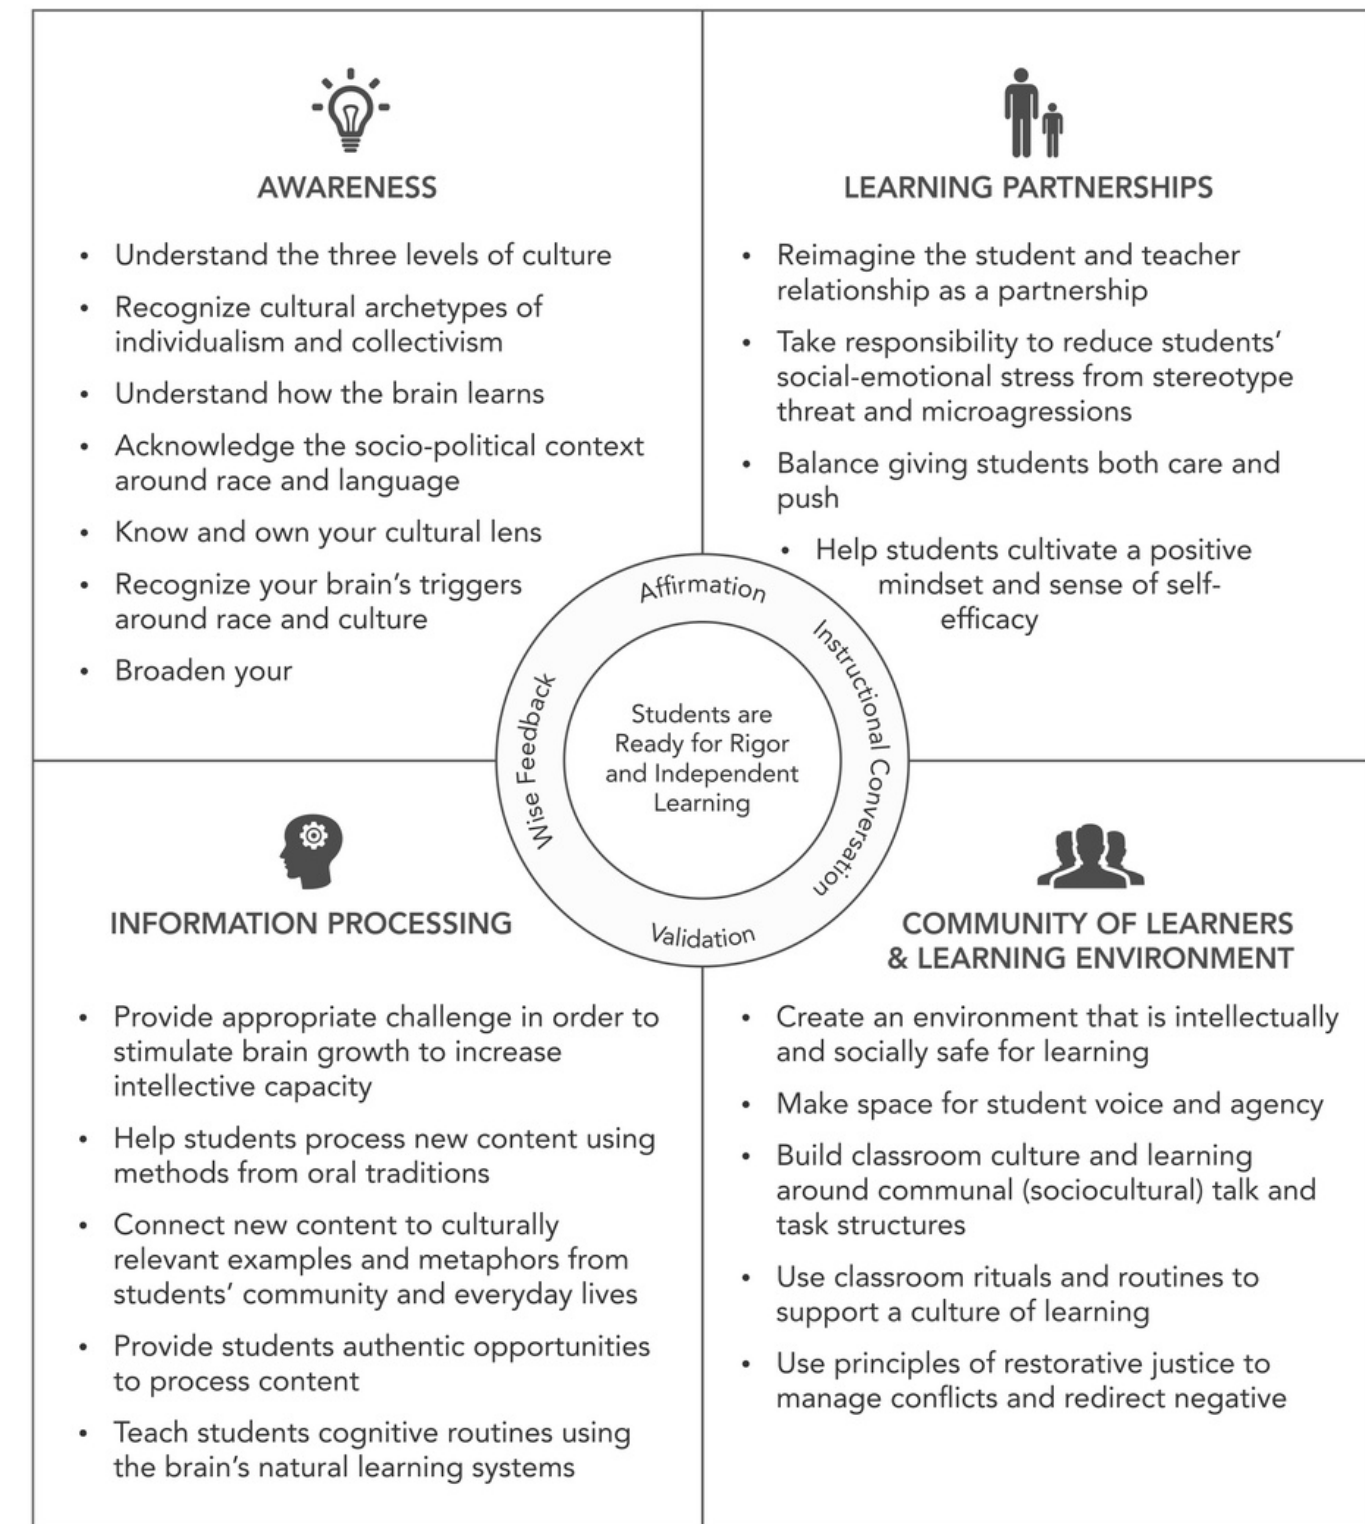 AWARENESS
• Understand the three levels of culture
• Recognize cultural archetypes of
individualism and collectivism
• Understand how the brain learns
• Acknowledge the socio-political context
around race and language
• Know and own your cultural lens
• Recognize your brain's triggers
around race and culture
• Broaden your
LEARNING PARTNERSHIPS
• Reimagine the student and teacher
relationship as a partnership
• Take responsibility to reduce students'
social-emotional stress from stereotype
threat and microagressions
• Balance giving students both care and
push
• Help students cultivate a positive
mindset and sense of self-
efficacy
Affirmation
Instructional Conversation
Validation
Wise Feedback
Students are
Ready for Rigor
and Independent
Learning
INFORMATION PROCESSING
• Provide appropriate challenge in order to
stimulate brain growth to increase
intellective capacity
• Help students process new content using
methods from oral traditions
• Connect new content to culturally
relevant examples and metaphors from
students' community and everyday lives
• Provide students authentic opportunities
to process content
• Teach students cognitive routines using
the brain's natural learning systems
COMMUNITY OF LEARNERS
& LEARNING ENVIRONMENT
• Create an environment that is intellectually
and socially safe for learning
• Make space for student voice and agency
• Build classroom culture and learning
around communal (sociocultural) talk and
task structures
• Use classroom rituals and routines to
support a culture of learning
• Use principles of restorative justice to
manage conflicts and redirect negative